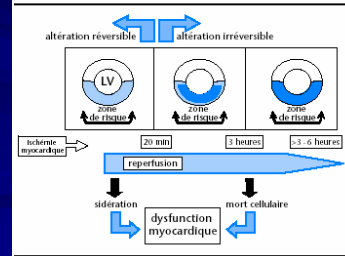 altération réversible
altération irréversible
LV
zone
de risque
zone
de risque
zone
de risque
Ischémie
myocardique
20 min
3 heures
>3 - 6 heures
reperfusion
sidération
mort cellulaire
dysfunction
myocardique